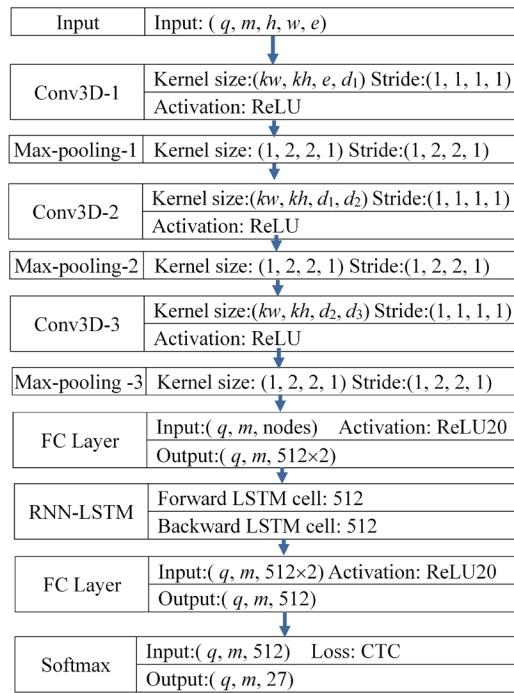 Input Input: ( q, m, h, w, e)
Conv3D-1 Kernel size:(kw, kh, e, d₁) Stride:(1, 1, 1, 1)
Activation: ReLU
Max-pooling-1 Kernel size: (1, 2, 2, 1) Stride:(1, 2, 2, 1)
Conv3D-2 Kernel size:(kw, kh, d₁, d₂) Stride:(1, 1, 1, 1)
Activation: ReLU
Max-pooling-2 Kernel size: (1, 2, 2, 1) Stride:(1, 2, 2, 1)
Conv3D-3 Kernel size:(kw, kh, d₂, d₃) Stride:(1, 1, 1, 1)
Activation: ReLU
Max-pooling -3 Kernel size: (1, 2, 2, 1) Stride:(1, 2, 2, 1)
FC Layer Input:( q, m, nodes) Activation: ReLU20
Output:( q, m, 512×2)
RNN-LSTM Forward LSTM cell: 512
Backward LSTM cell: 512
FC Layer Input:( q, m, 512×2) Activation: ReLU20
Output:( q, m, 512)
Softmax Input:( q, m, 512) Loss: CTC
Output:( q, m, 27)